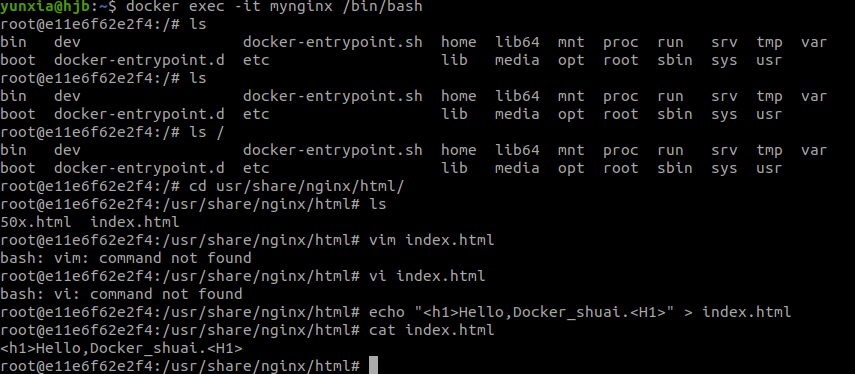 yunxia@hjb:~$ docker exec -it mynginx /bin/bash
root@e11e6f62e2f4:/# ls
bin   dev                  docker-entrypoint.sh  home  lib64  mnt  proc  run   srv  tmp  var
boot  docker-entrypoint.d  etc                   lib   media  opt  root  sbin  sys  usr
root@e11e6f62e2f4:/# ls
bin   dev                  docker-entrypoint.sh  home  lib64  mnt  proc  run   srv  tmp  var
boot  docker-entrypoint.d  etc                   lib   media  opt  root  sbin  sys  usr
root@e11e6f62e2f4:/# ls /
bin   dev                  docker-entrypoint.sh  home  lib64  mnt  proc  run   srv  tmp  var
boot  docker-entrypoint.d  etc                   lib   media  opt  root  sbin  sys  usr
root@e11e6f62e2f4:/# cd usr/share/nginx/html/
root@e11e6f62e2f4:/usr/share/nginx/html# ls
50x.html  index.html
root@e11e6f62e2f4:/usr/share/nginx/html# vim index.html
bash: vim: command not found
root@e11e6f62e2f4:/usr/share/nginx/html# vi index.html
bash: vi: command not found
root@e11e6f62e2f4:/usr/share/nginx/html# echo "<h1>Hello,Docker_shuai.<H1>" > index.html
root@e11e6f62e2f4:/usr/share/nginx/html# cat index.html
<h1>Hello,Docker_shuai.<H1>
root@e11e6f62e2f4:/usr/share/nginx/html#